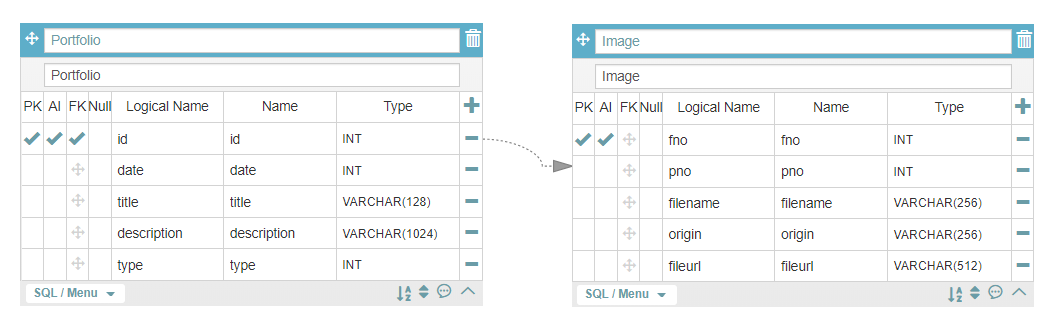 Portfolio
Portfolio
PK AI FK Null Logical Name Name Type
id id INT
date date INT
title title VARCHAR(128)
description description VARCHAR(1024)
type type INT
SQL / Menu
Image
Image
PK AI FK Null Logical Name Name Type
fno fno INT
pno pno INT
filename filename VARCHAR(256)
origin origin VARCHAR(256)
fileurl fileurl VARCHAR(512)
SQL / Menu